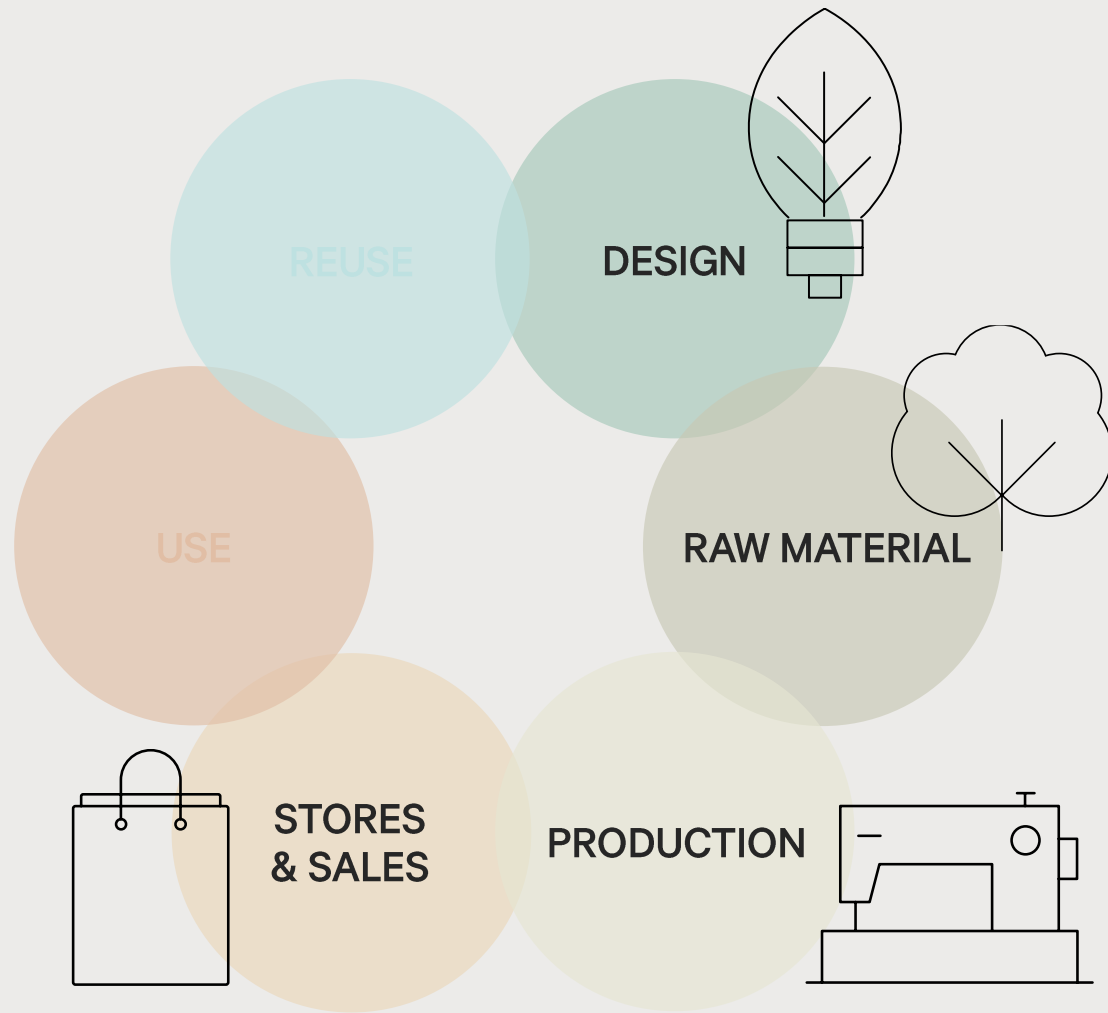 REUSE
DESIGN
USE
RAW MATERIAL
STORES
& SALES
PRODUCTION